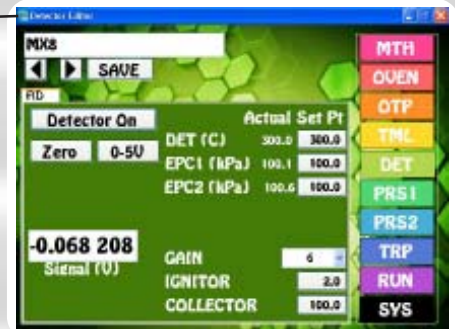 Detector Editor
MX8
SAVE
MTH
OVEN
OTP
TML
DET
PRS1
PRS2
TRP
RUN
SYS
AD
Detector On
Zero 0-5V
Actual Set Pt
DET (C) 300.0 300.0
EPC1 (kPa) 100.1 100.0
EPC2 (kPa) 100.6 100.0
-0.068 208
Signal (V)
GAIN 6
IGNITOR 2.0
COLLECTOR 100.0